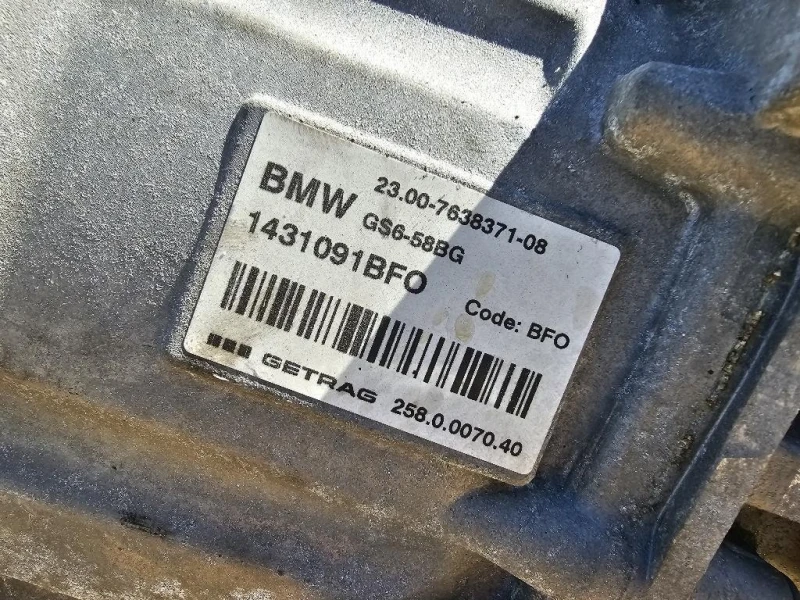 BMW 23.00-7638371-08
GS6-58BG
1431091BFO
Code: BFO
GETRAG 258.0.0070.40